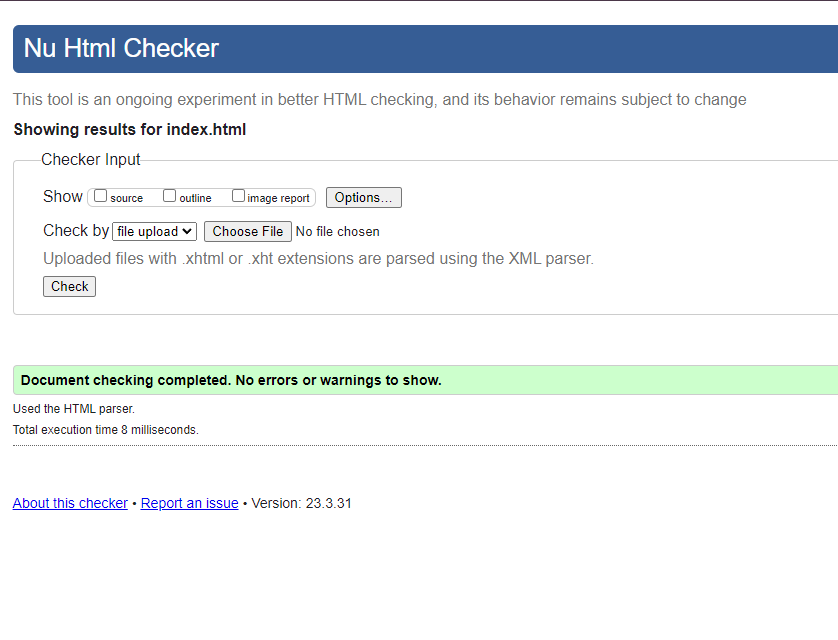 Nu Html Checker
This tool is an ongoing experiment in better HTML checking, and its behavior remains subject to change
Showing results for index.html
Checker Input
Show source outline image report Options...
Check by file upload Choose File No file chosen
Uploaded files with .xhtml or .xht extensions are parsed using the XML parser.
Check
Document checking completed. No errors or warnings to show.
Used the HTML parser.
Total execution time 8 milliseconds.
About this checker • Report an issue • Version: 23.3.31